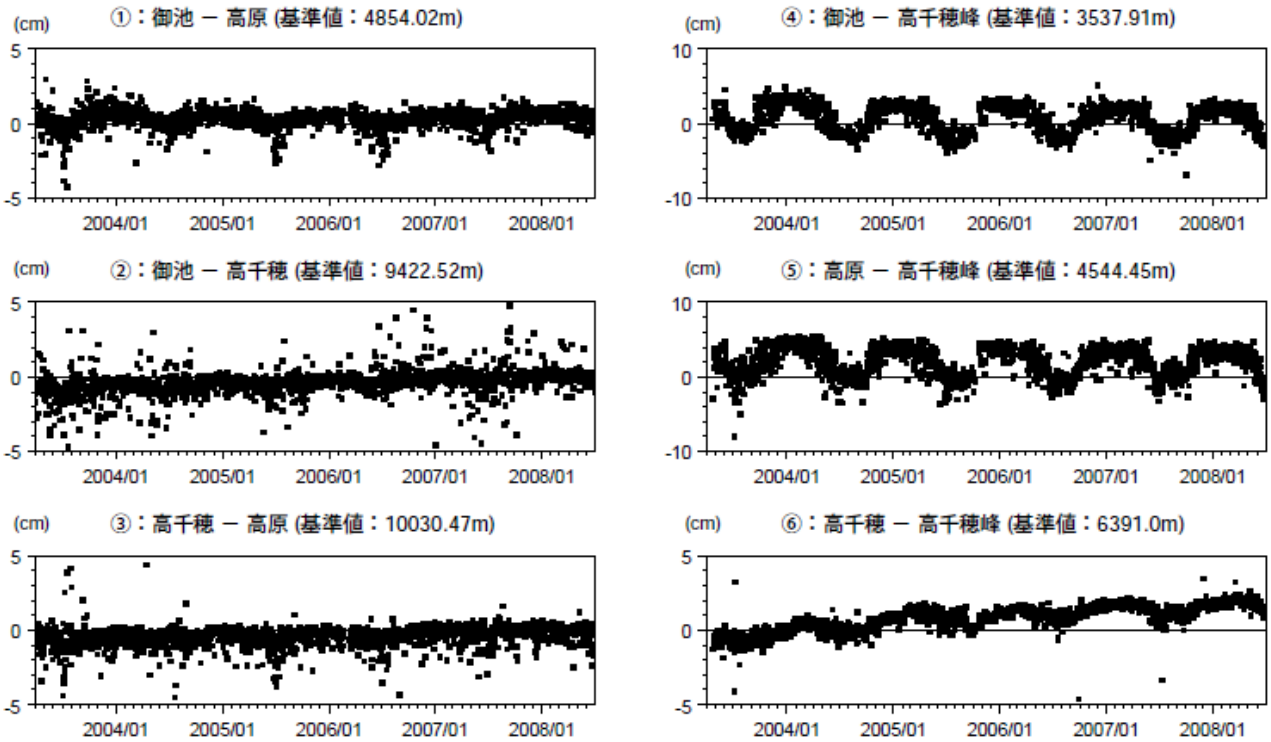 (cm) ①：御池 － 高原 (基準値：4854.02m)
5
0
-5
2004/01 2005/01 2006/01 2007/01 2008/01
(cm) ②：御池 － 高千穂 (基準値：9422.52m)
5
0
-5
2004/01 2005/01 2006/01 2007/01 2008/01
(cm) ③：高千穂 － 高原 (基準値：10030.47m)
5
0
-5
2004/01 2005/01 2006/01 2007/01 2008/01
(cm) ④：御池 － 高千穂峰 (基準値：3537.91m)
10
0
-10
2004/01 2005/01 2006/01 2007/01 2008/01
(cm) ⑤：高原 － 高千穂峰 (基準値：4544.45m)
10
0
-10
2004/01 2005/01 2006/01 2007/01 2008/01
(cm) ⑥：高千穂 － 高千穂峰 (基準値：6391.0m)
5
0
-5
2004/01 2005/01 2006/01 2007/01 2008/01